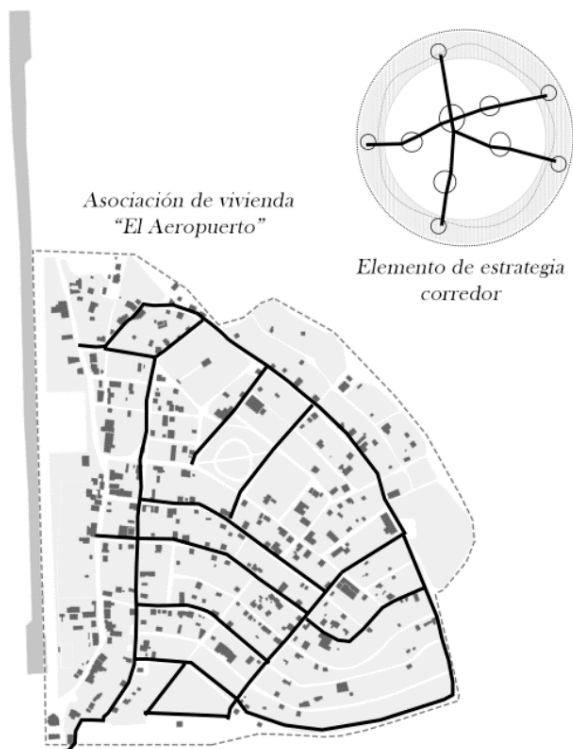 Asociación de vivienda
“El Aeropuerto”
Elemento de estrategia
corredor